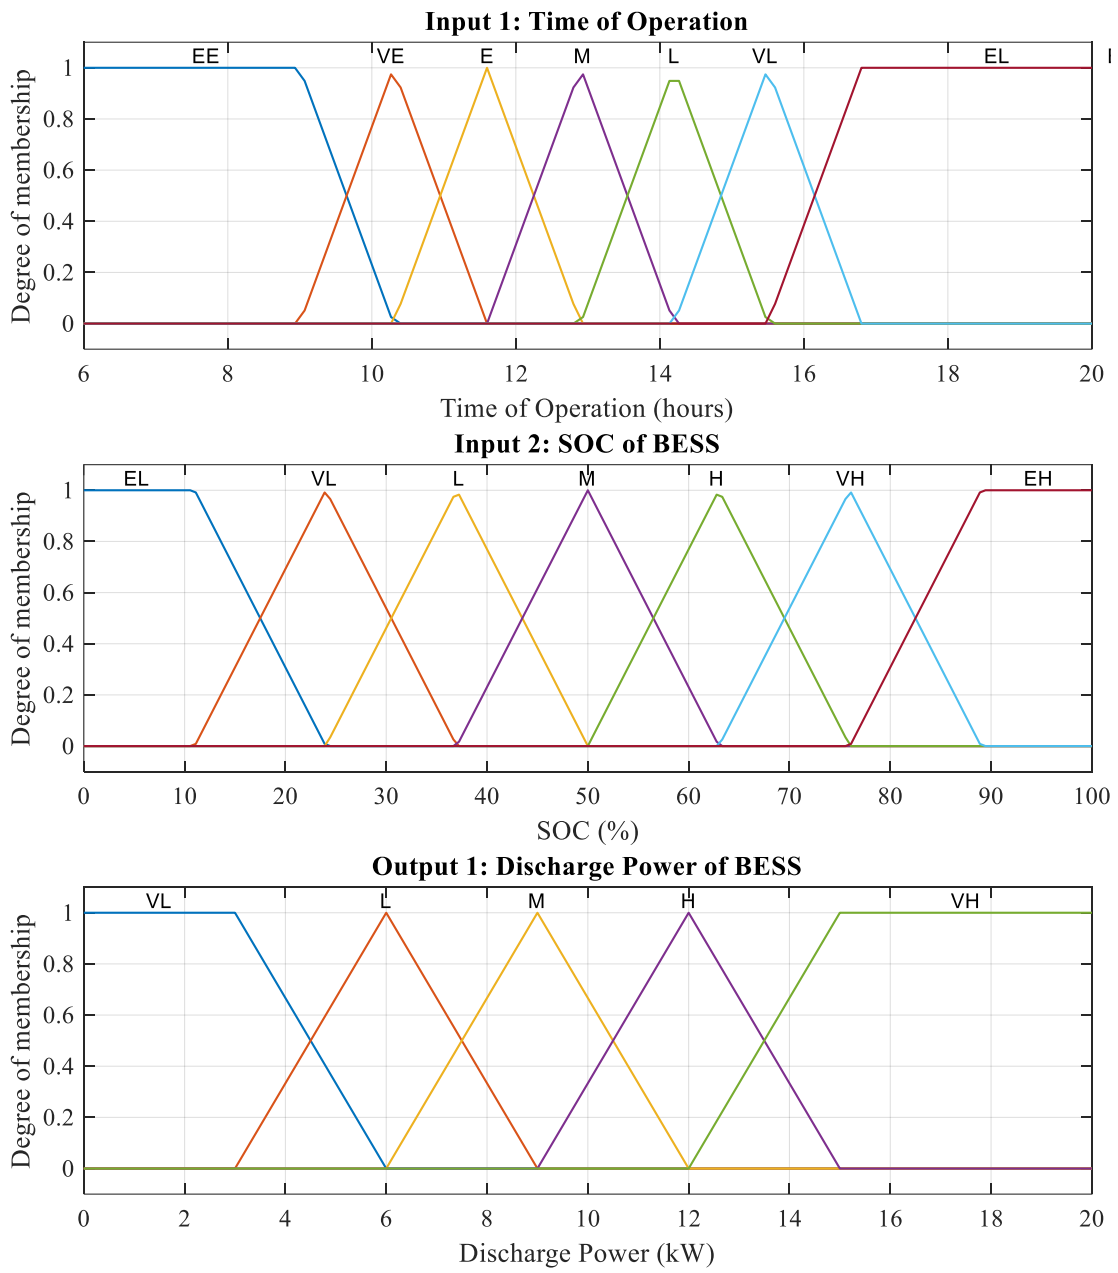 Input 1: Time of Operation
EE VE E M L VL EL
1
0.8
0.6
0.4
0.2
0
Degree of membership
6 8 10 12 14 16 18 20
Time of Operation (hours)
Input 2: SOC of BESS
EL VL L M H VH EH
1
0.8
0.6
0.4
0.2
0
Degree of membership
0 10 20 30 40 50 60 70 80 90 100
SOC (%)
Output 1: Discharge Power of BESS
VL L M H VH
1
0.8
0.6
0.4
0.2
0
Degree of membership
0 2 4 6 8 10 12 14 16 18 20
Discharge Power (kW)